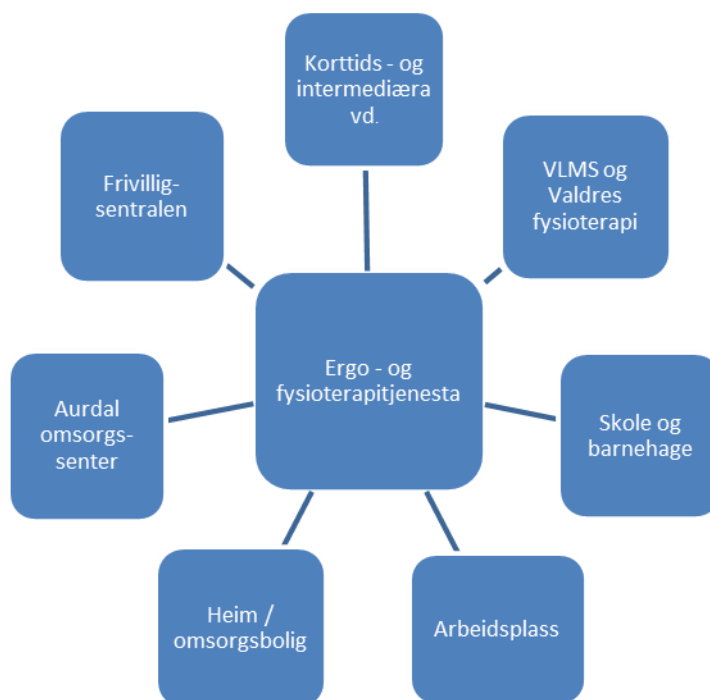 Korttids - og
intermediæra
vd.
VLMS og
Valdres
fysioterapi
Frivillig-
sentralen
Ergo - og
fysioterapitjenesta
Skole og
barnehage
Aurdal
omsorgs-
senter
Arbeidsplass
Heim /
omsorgsbolig